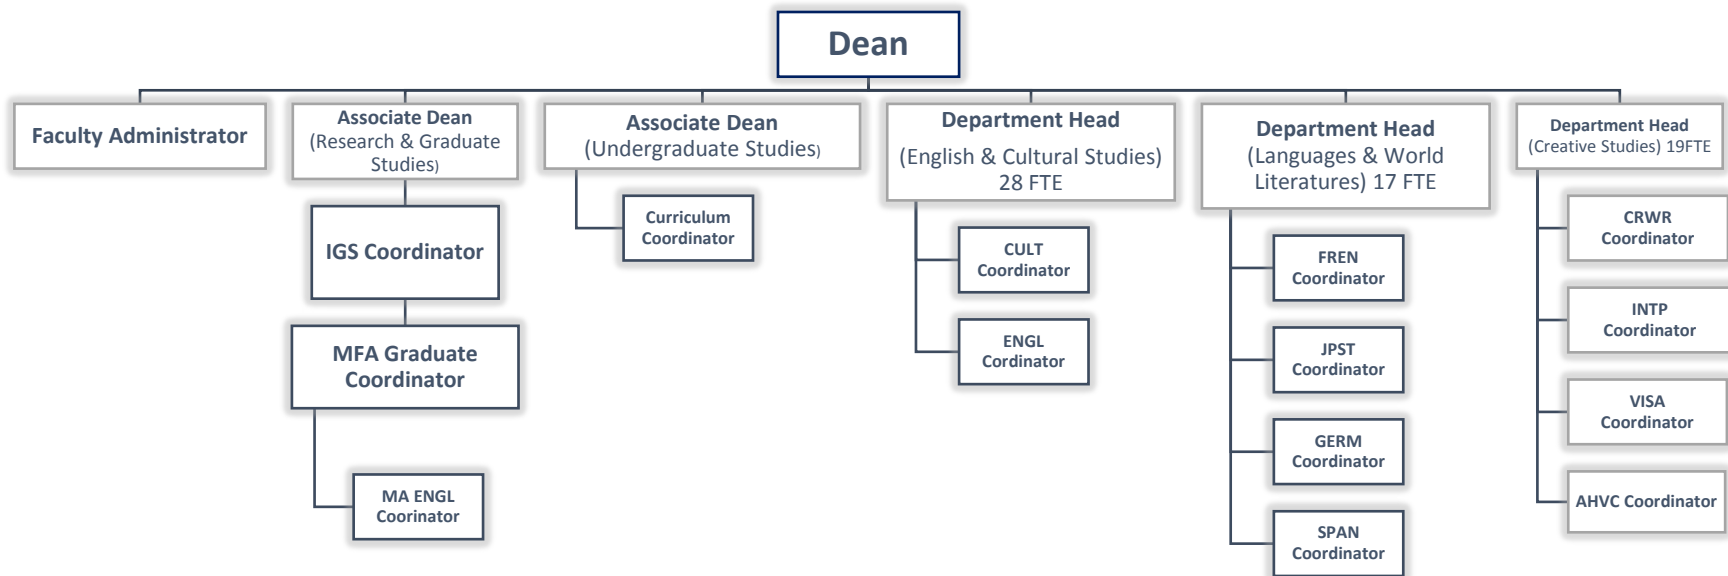 Dean
Faculty Administrator
Associate Dean
(Research & Graduate
Studies)
IGS Coordinator
MFA Graduate
Coordinator
MA ENGL
Coorinator
Associate Dean
(Undergraduate Studies)
Curriculum
Coordinator
Department Head
(English & Cultural Studies)
28 FTE
CULT
Coordinator
ENGL
Cordinator
Department Head
(Languages & World
Literatures) 17 FTE
FREN
Coordinator
JPST
Coordinator
GERM
Coordinator
SPAN
Coordinator
Department Head
(Creative Studies) 19FTE
CRWR
Coordinator
INTP
Coordinator
VISA
Coordinator
AHVC Coordinator